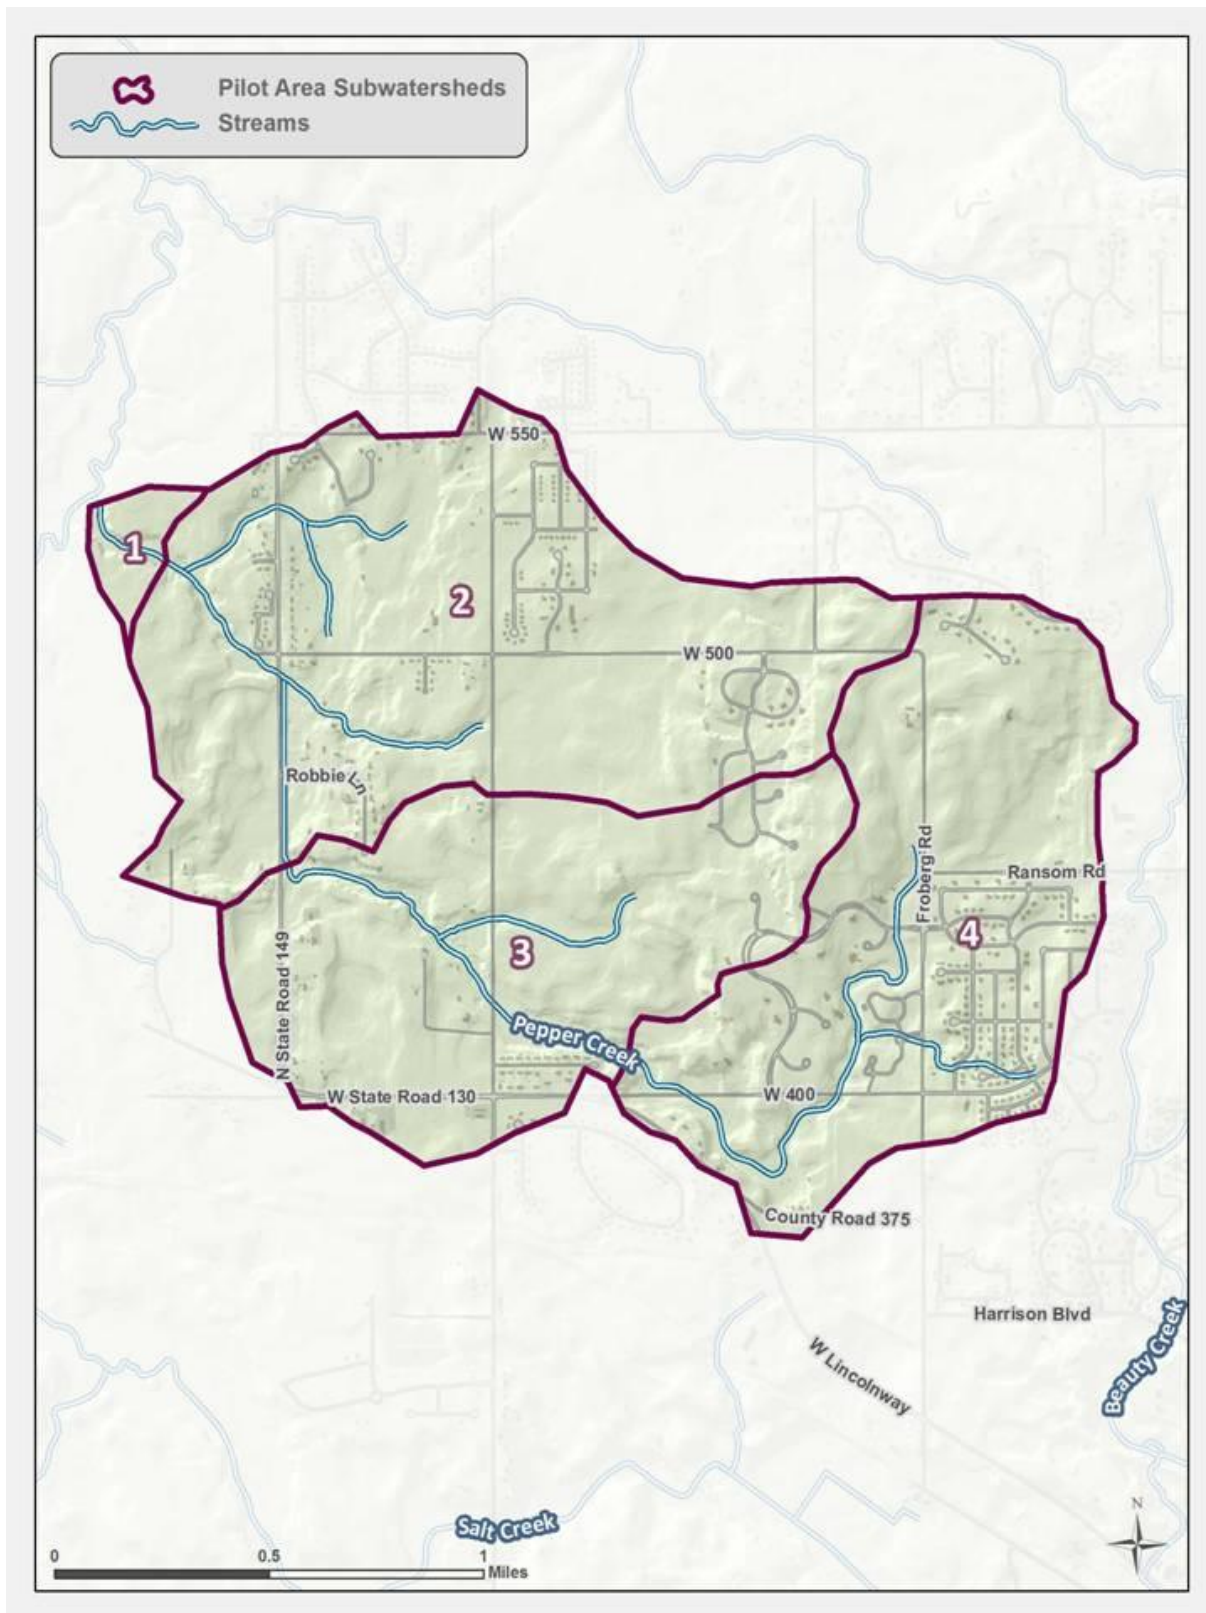 Pilot Area Subwatersheds
Streams
W 550
1
2
W 500
Robbie Ln
Froberg Rd
Ransom Rd
4
3
N State Road 149
Pepper Creek
W State Road 130
W 400
County Road 375
Harrison Blvd
Beauty Creek
W Lincolnway
Salt Creek
N
0 0.5 1
Miles